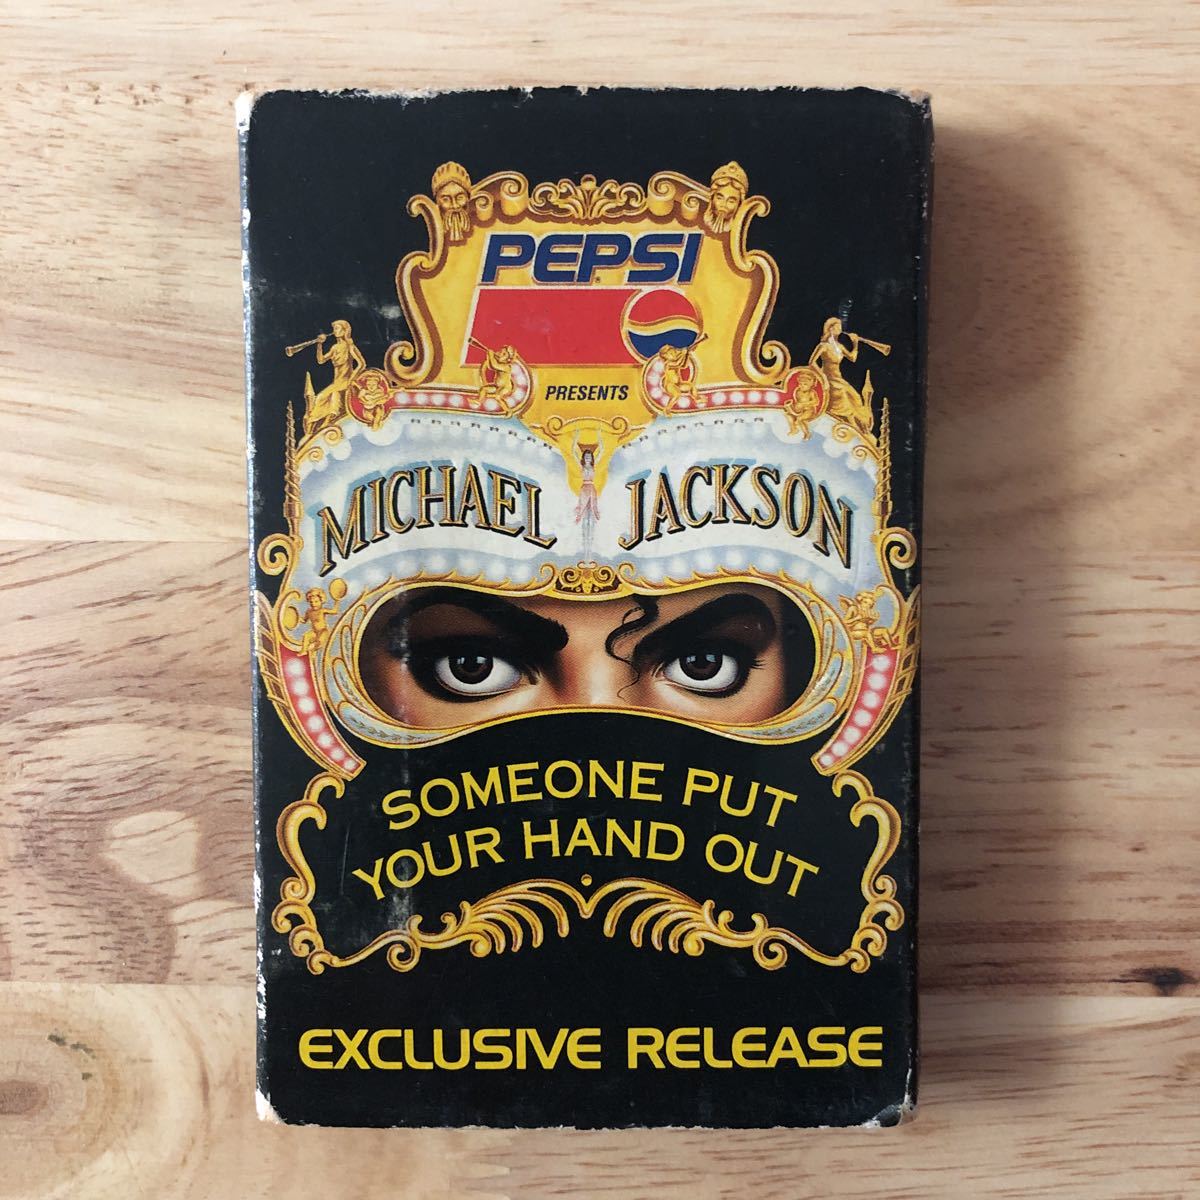 PEPSI
PRESENTS
MICHAEL JACKSON
SOMEONE PUT
YOUR HAND OUT
EXCLUSIVE RELEASE